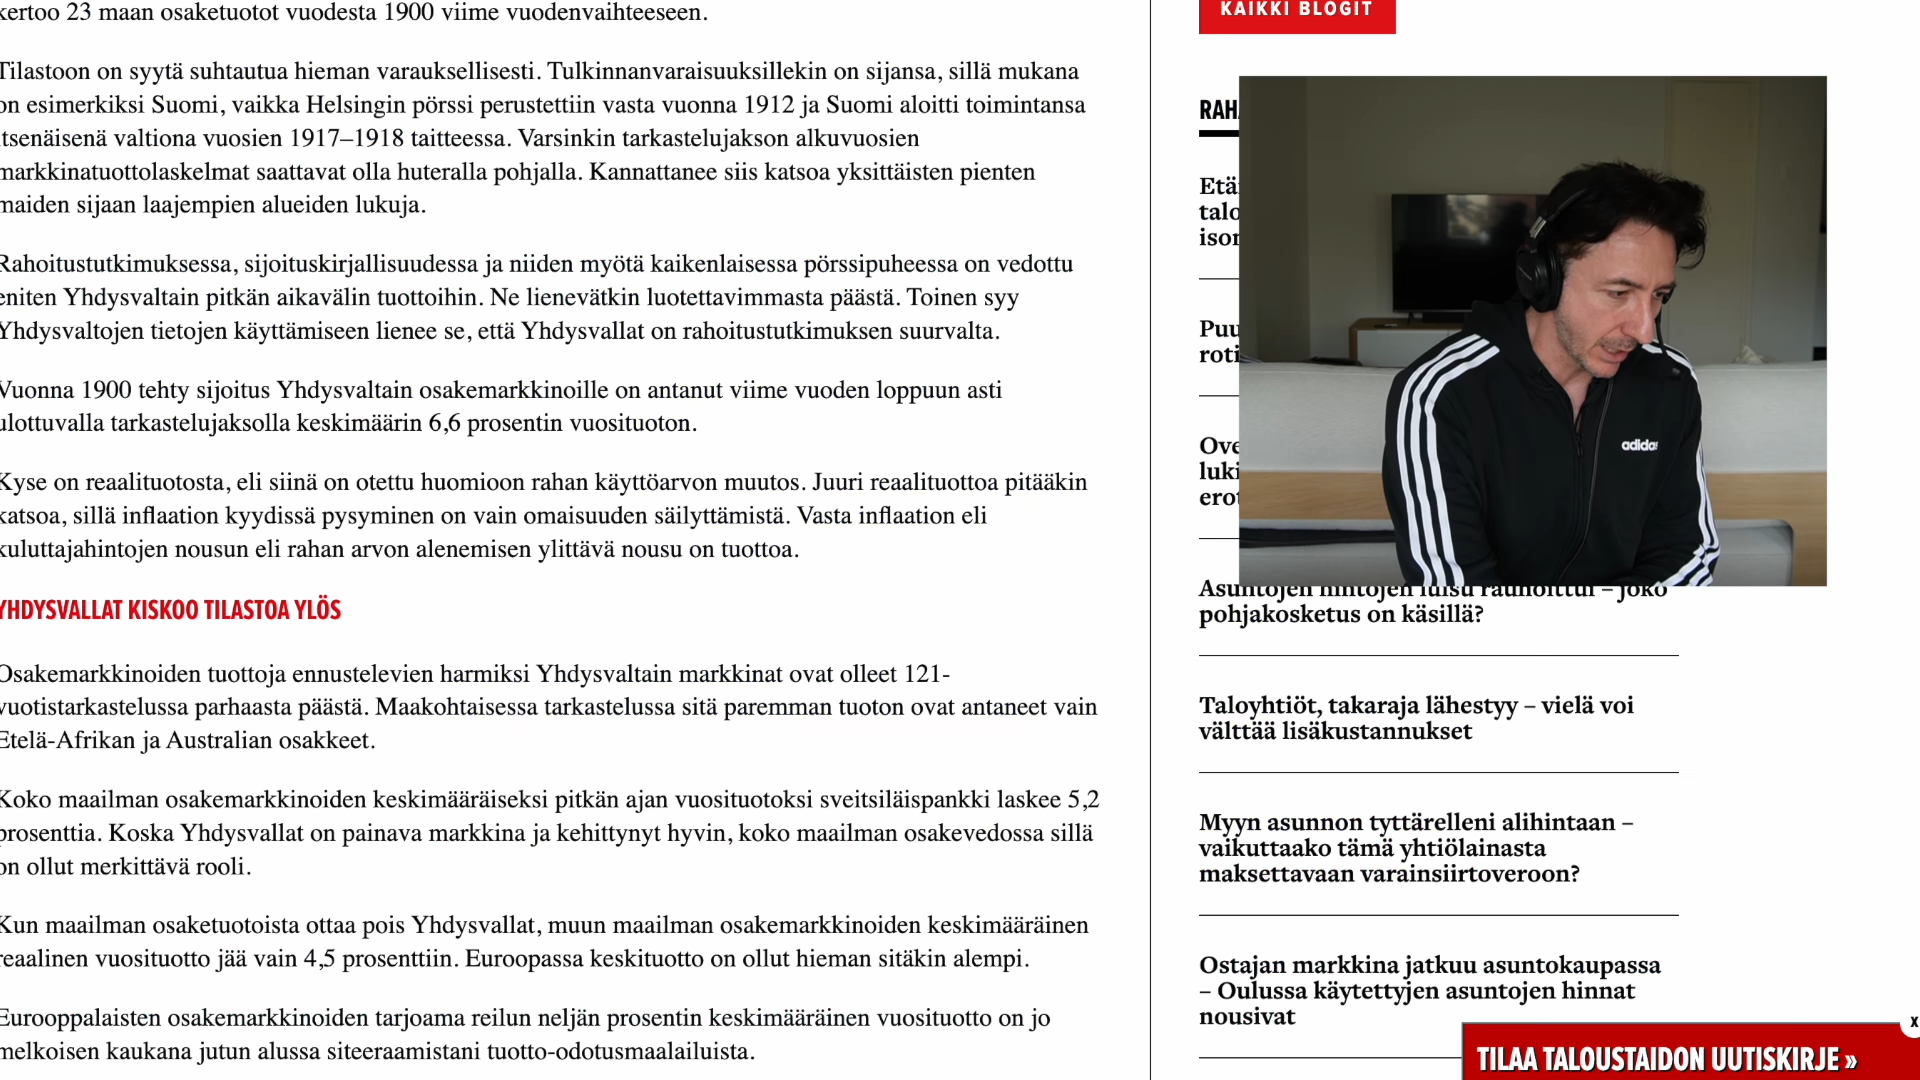 kertoo 23 maan osaketuotot vuodesta 1900 viime vuodenvaihteeseen.
Tilastoon on syytä suhtautua hieman varauksellisesti. Tulkinnanvaraisuuksillekin on sijansa, sillä mukana
on esimerkiksi Suomi, vaikka Helsingin pörssi perustettiin vasta vuonna 1912 ja Suomi aloitti toimintansa
itsenäisenä valtiona vuosien 1917–1918 taitteessa. Varsinkin tarkastelujakson alkuvuosien
markkinatuottolaskelmat saattavat olla huteralla pohjalla. Kannattanee siis katsoa yksittäisten pienten
maiden sijaan laajempien alueiden lukuja.
Rahoitustutkimuksessa, sijoituskirjallisuudessa ja niiden myötä kaikenlaisessa pörssipuheessa on vedottu
eniten Yhdysvaltain pitkän aikavälin tuottoihin. Ne lienevätkin luotettavimmasta päästä. Toinen syy
Yhdysvaltojen tietojen käyttämiseen lienee se, että Yhdysvallat on rahoitustutkimuksen suurvalta.
Vuonna 1900 tehty sijoitus Yhdysvaltain osakemarkkinoille on antanut viime vuoden loppuun asti
ulottuvalla tarkastelujaksolla keskimäärin 6,6 prosentin vuosituoton.
Kyse on reaalituotosta, eli siinä on otettu huomioon rahan käyttöarvon muutos. Juuri reaalituottoa pitääkin
katsoa, sillä inflaation kyydissä pysyminen on vain omaisuuden säilyttämistä. Vasta inflaation eli
kuluttajahintojen nousun eli rahan arvon alenemisen ylittävä nousu on tuottoa.
YHDYSVALLAT KISKOO TILASTOA YLÖS
Osakemarkkinoiden tuottoja ennustelevien harmiksi Yhdysvaltain markkinat ovat olleet 121-
vuotistarkastelussa parhaasta päästä. Maakohtaisessa tarkastelussa sitä paremman tuoton ovat antaneet vain
Etelä-Afrikan ja Australian osakkeet.
Koko maailman osakemarkkinoiden keskimääräiseksi pitkän ajan vuosituotoksi sveitsiläispankki laskee 5,2
prosenttia. Koska Yhdysvallat on painava markkina ja kehittynyt hyvin, koko maailman osakevedossa sillä
on ollut merkittävä rooli.
Kun maailman osaketuotoista ottaa pois Yhdysvallat, muun maailman osakemarkkinoiden keskimääräinen
reaalinen vuosituotto jää vain 4,5 prosenttiin. Euroopassa keskituotto on ollut hieman sitäkin alempi.
Eurooppalaisten osakemarkkinoiden tarjoama reilun neljän prosentin keskimääräinen vuosituotto on jo
melkoisen kaukana jutun alussa siteeraamistani tuotto-odotusmaalailuista.
KAIKKI BLOGIT
adidas
Asuntojen hintojen luisu rauhoittui – joko
pohjakosketus on käsillä?
Taloyhtiöt, takaraja lähestyy – vielä voi
välttää lisäkustannukset
Myyn asunnon tyttärelleni alihintaan –
vaikuttaako tämä yhtiölainasta
maksettavaan varainsiirtoveroon?
Ostajan markkina jatkuu asuntokaupassa
– Oulussa käytettyjen asuntojen hinnat
nousivat
x
TILAA TALOUSTAIDON UUTISKIRJE »